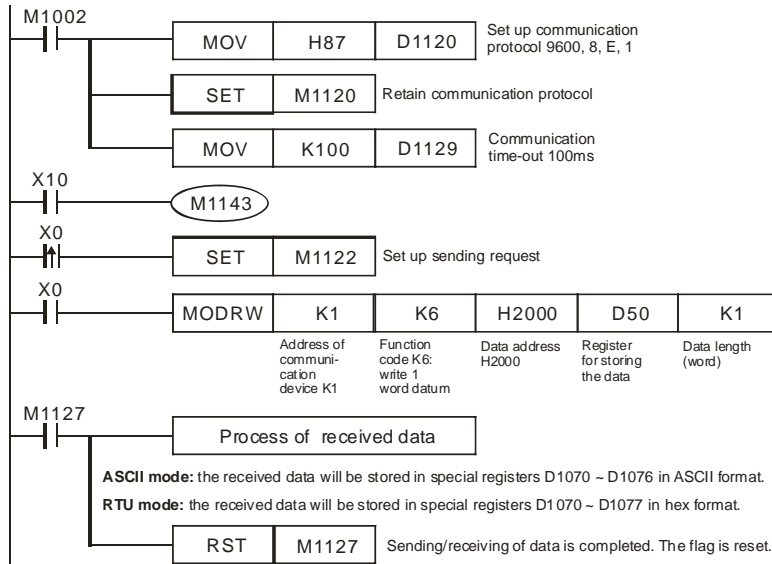 M1002
MOV H87 D1120 Set up communication
protocol 9600, 8, E, 1
SET M1120 Retain communication protocol
MOV K100 D1129 Communication
time-out 100ms
X10
M1143
X0
SET M1122 Set up sending request
X0
MODRW K1 K6 H2000 D50 K1
Address of
communi-
cation
device K1
Function
code K6:
write 1
word datum
Data address
H2000
Register
for storing
the data
Data length
(word)
M1127
Process of received data
ASCII mode: the received data will be stored in special registers D1070 ~ D1076 in ASCII format.
RTU mode: the received data will be stored in special registers D1070 ~ D1077 in hex format.
RST M1127 Sending/receiving of data is completed. The flag is reset.